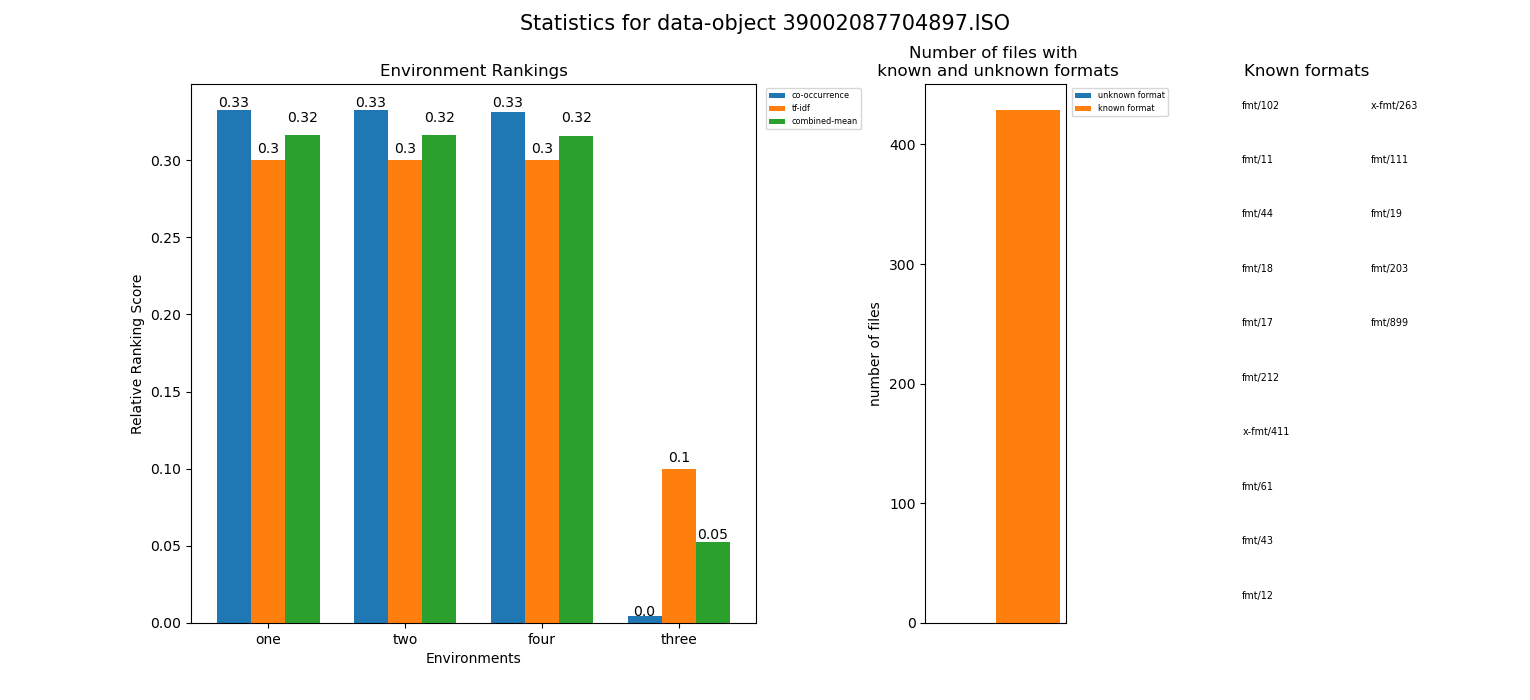 Statistics for data-object 39002087704897.ISO
Environment Rankings
Relative Ranking Score
0.30
0.25
0.20
0.15
0.10
0.05
0.00
0.33
0.3
0.32
0.33
0.3
0.32
0.33
0.3
0.32
0.0
0.1
0.05
one
two
four
three
Environments
co-occurrence
tf-idf
combined-mean
Number of files with
known and unknown formats
number of files
400
300
200
100
0
unknown format
known format
Known formats
fmt/102
x-fmt/263
fmt/11
fmt/111
fmt/44
fmt/19
fmt/18
fmt/203
fmt/17
fmt/899
fmt/212
x-fmt/411
fmt/61
fmt/43
fmt/12